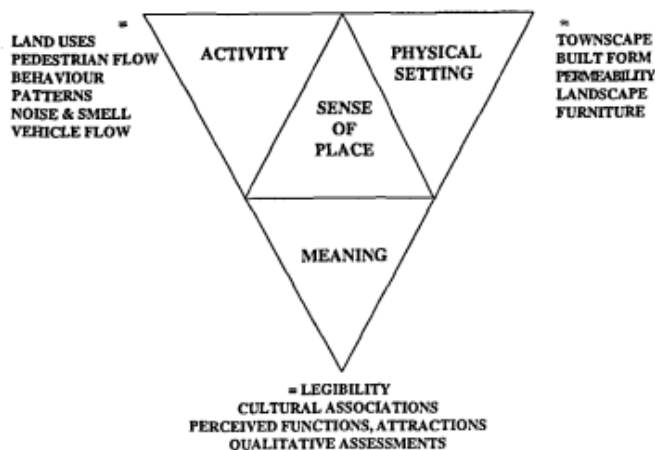 =
LAND USES
PEDESTRIAN FLOW
BEHAVIOUR
PATTERNS
NOISE & SMELL
VEHICLE FLOW
ACTIVITY
PHYSICAL
SETTING
=
TOWNSCAPE
BUILT FORM
PERMEABILITY
LANDSCAPE
FURNITURE
SENSE
OF
PLACE
MEANING
= LEGIBILITY
CULTURAL ASSOCIATIONS
PERCEIVED FUNCTIONS, ATTRACTIONS
QUALITATIVE ASSESSMENTS